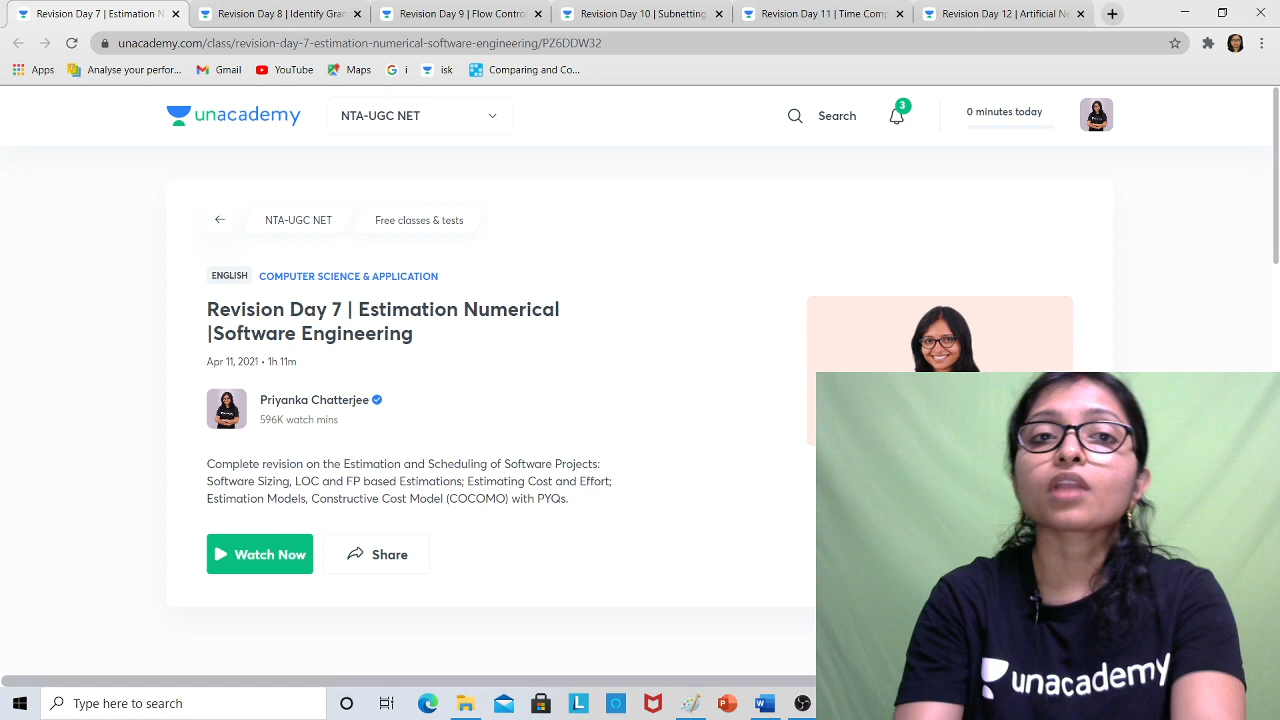 Revision Day 7 | Estimation N
Revision Day 8 | Identify Gran
Revision Day 9 | Flow Control
Revision Day 10 | Subnetting
Revision Day 11 | Time Comp
Revision Day 12 | Artificial Ne
unacademy.com/class/revision-day-7-estimation-numerical-software-engineering/PZ6DDW32
Apps
Analyse your perfor...
Gmail
YouTube
Maps
i
isk
Comparing and Co...
unacademy
NTA-UGC NET
Search
3
0 minutes today
NTA-UGC NET
Free classes & tests
ENGLISH
COMPUTER SCIENCE & APPLICATION
Revision Day 7 | Estimation Numerical
|Software Engineering
Apr 11, 2021 • 1h 11m
Priyanka Chatterjee
596K watch mins
Complete revision on the Estimation and Scheduling of Software Projects:
Software Sizing, LOC and FP based Estimations; Estimating Cost and Effort;
Estimation Models, Constructive Cost Model (COCOMO) with PYQs.
Watch Now
Share
unacademy
Type here to search